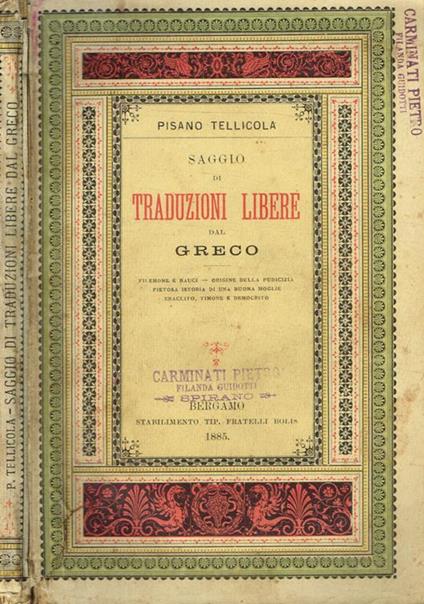 P. TELLICOLA - SAGGIO DI TRADUZIONI LIBERE DAL GRECO
CARMINATI PIETRO
FILANDA GUIDOTTI
PISANO TELLICOLA
SAGGIO
DI
TRADUZIONI LIBERE
DAL
GRECO
FILEMONE E BAUCI — ORIGINE DELLA PUDICIZIA
PIETOSA ISTORIA DI UNA BUONA MOGLIE
ERACLITO, TIMONE E DEMOCRITO
CARMINATI PIETRO
FILANDA GUIDOTTI
SPIRANO
BERGAMO
STABILIMENTO TIP. FRATELLI BOLIS
1885.